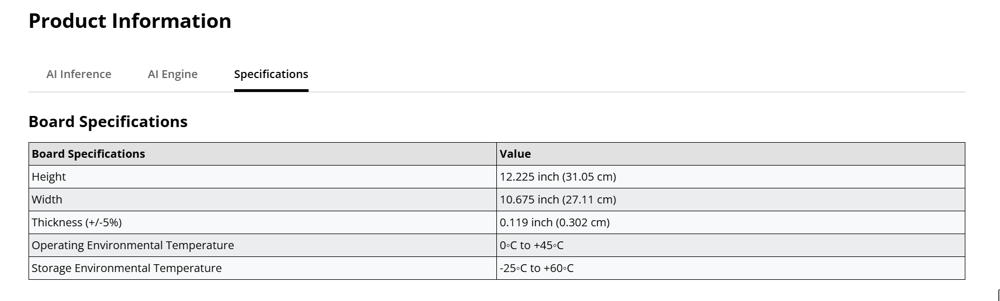 Product Information
AI Inference AI Engine Specifications
Board Specifications
Board Specifications Value
Height 12.225 inch (31.05 cm)
Width 10.675 inch (27.11 cm)
Thickness (+/-5%) 0.119 inch (0.302 cm)
Operating Environmental Temperature 0◦C to +45◦C
Storage Environmental Temperature -25◦C to +60◦C